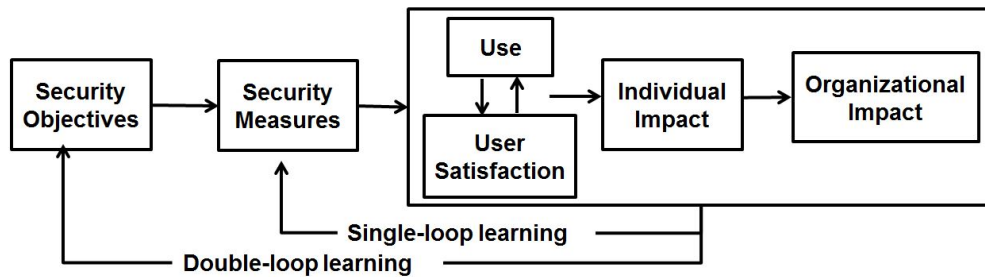 Security
Objectives
Security
Measures
Use
User
Satisfaction
Individual
Impact
Organizational
Impact
Single-loop learning
Double-loop learning